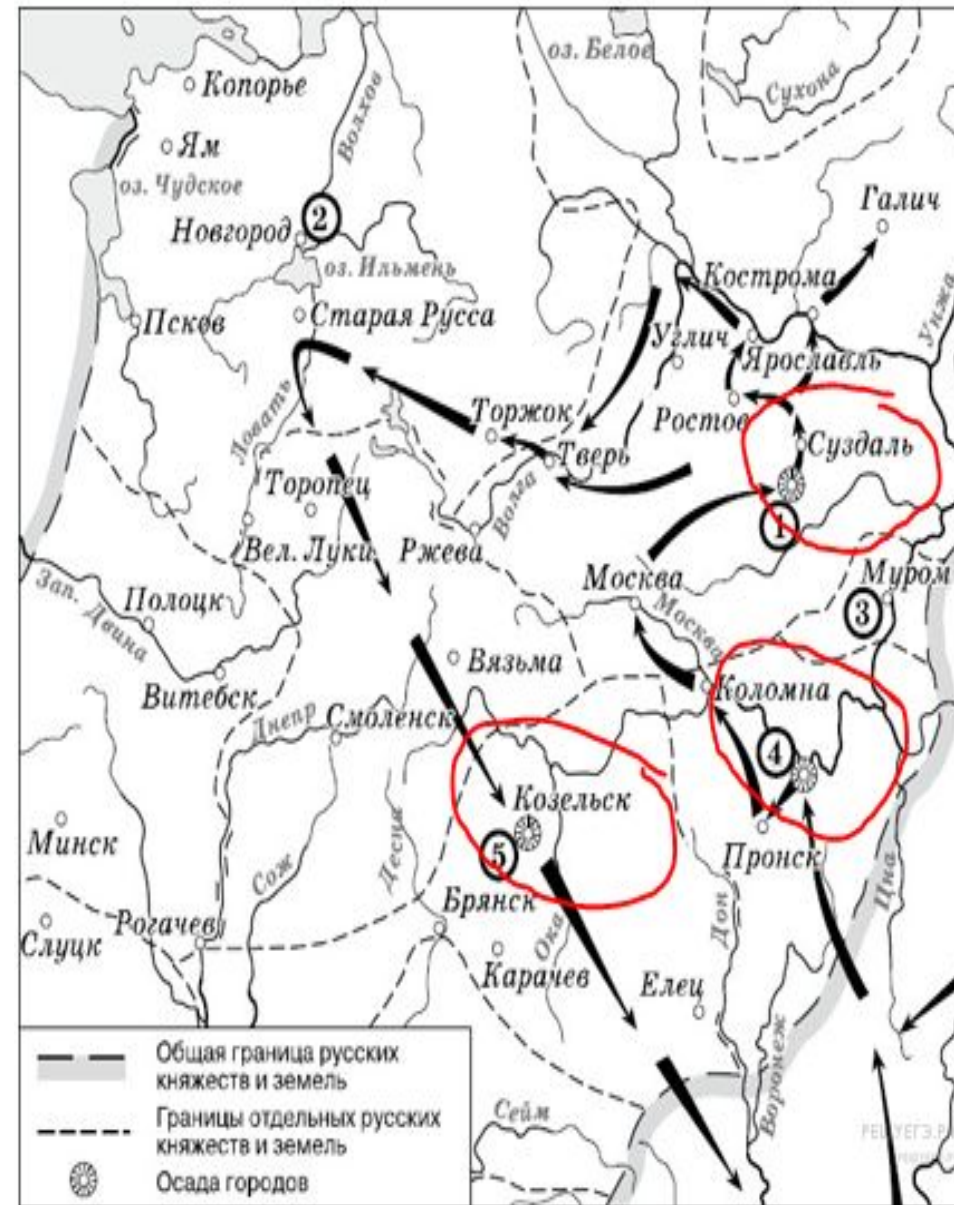 оз. Белое
Сухона
Копорье
Волхов
Ям
оз. Чудское
Галич
Новгород
2
оз. Ильмень
Кострома
Унжа
Псков
Старая Русса
Углич
Ярославль
Ловать
Торжок
Ростов
Тверь
Суздаль
Торопец
Волга
1
Вел. Луки
Ржева
Зап. Двина
Полоцк
Москва
Москва
Муром
3
Витебск
Вязьма
Коломна
Днепр
Смоленск
4
Козельск
Минск
Сож
Десна
5
Пронск
Цна
Слуцк
Рогачев
Брянск
Ока
Дон
Карачев
Елец
Воронеж
Сейм
Общая граница русских
княжеств и земель
Границы отдельных русских
княжеств и земель
Осада городов